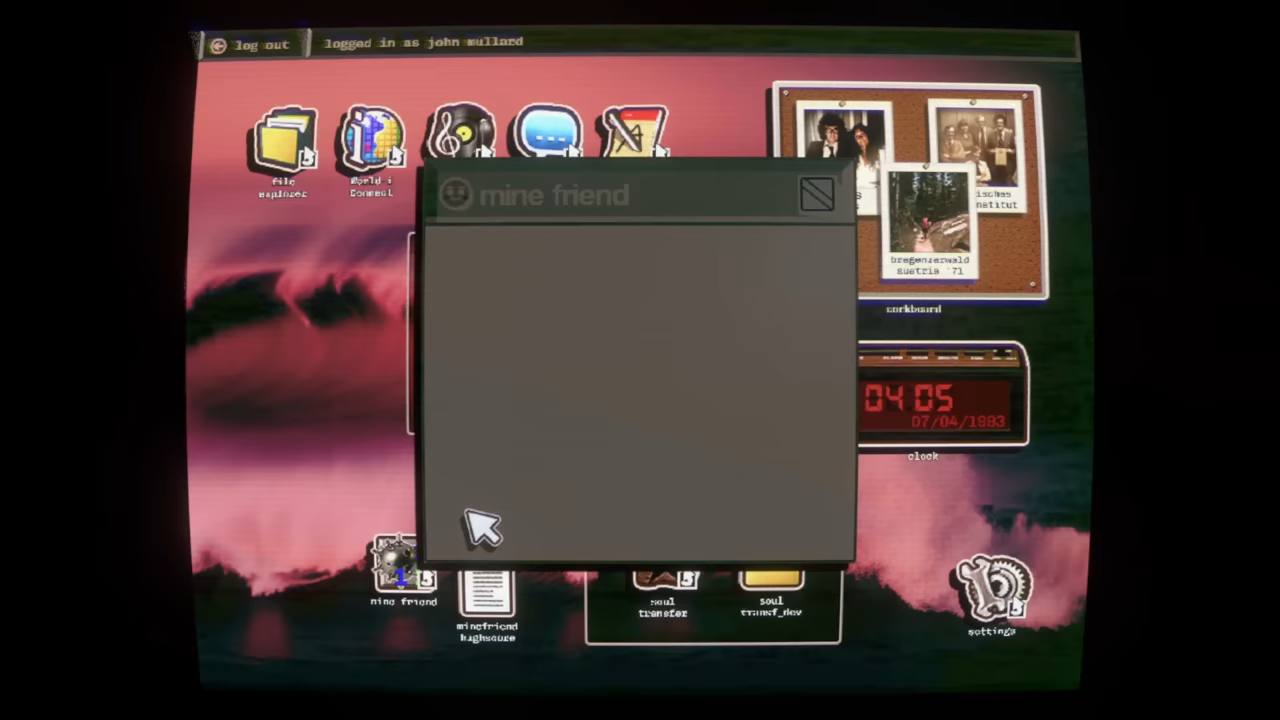 log out
logged in as john mullard
file
explorer
World i
Connect
mine friend
bregenzerwald
austria '71
corkboard
04 05
07/04/1983
clock
1
mine friend
minefriend
highscore
soul
transfer
soul
transf_dev
settings